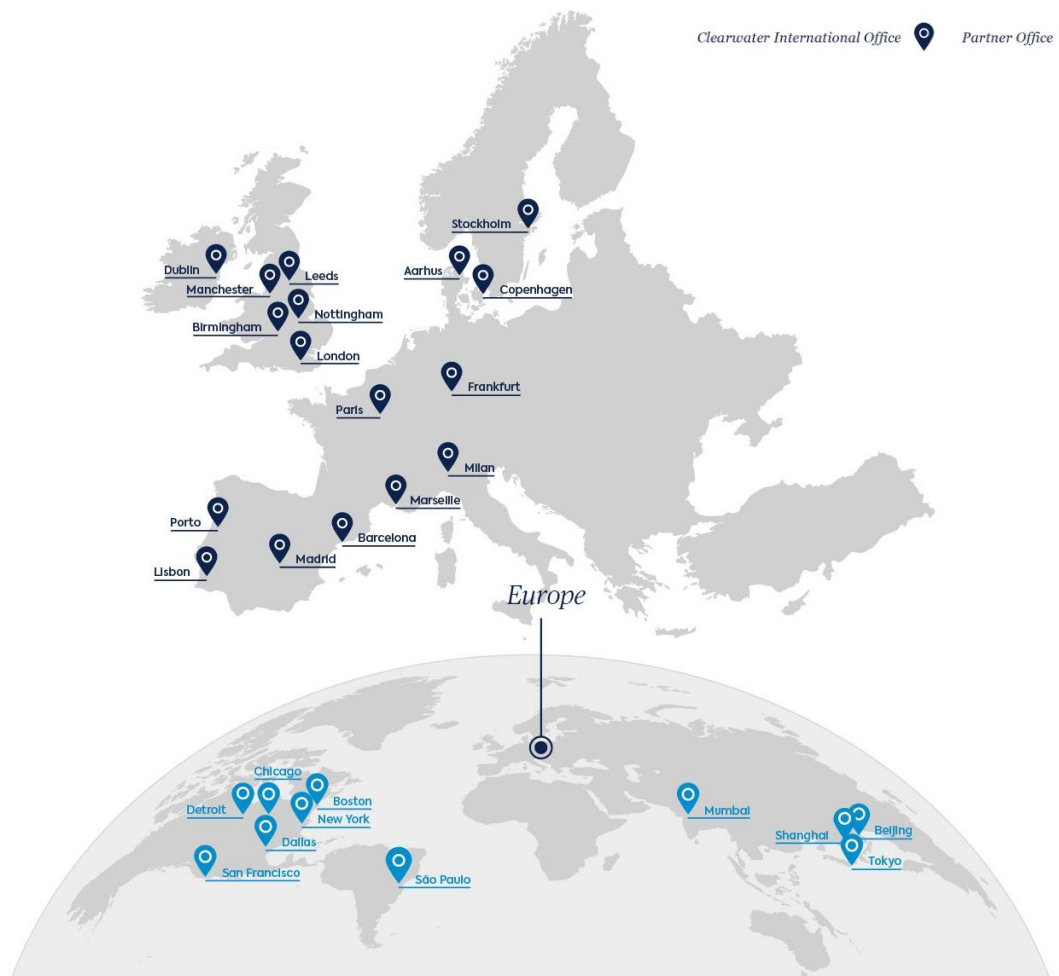 Clearwater International Office
Partner Office
Stockholm
Dublin
Leeds
Aarhus
Manchester
Copenhagen
Nottingham
Birmingham
London
Frankfurt
Paris
Milan
Marseille
Porto
Barcelona
Madrid
Lisbon
Europe
Chicago
Boston
Detroit
New York
Mumbai
Beijing
Shanghai
Dallas
Tokyo
San Francisco
São Paulo